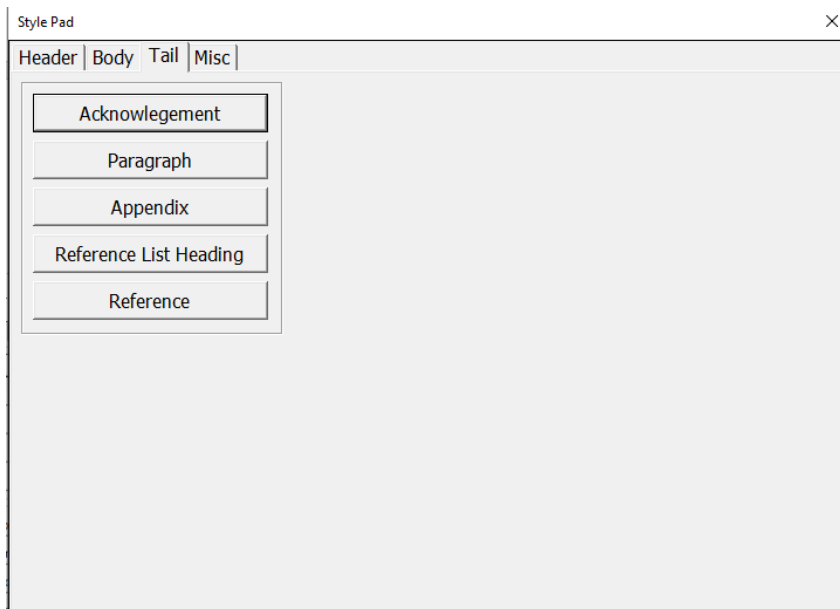 Style Pad
Header Body Tail Misc
Acknowlegement
Paragraph
Appendix
Reference List Heading
Reference